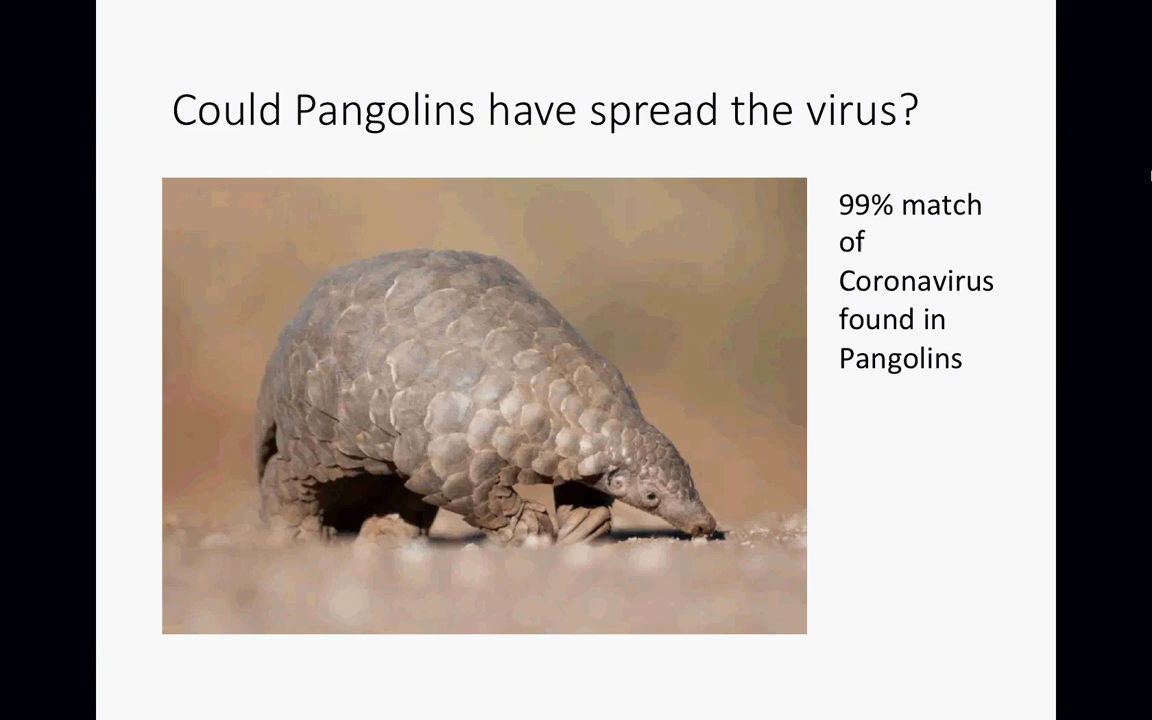 Could Pangolins have spread the virus?
99% match
of
Coronavirus
found in
Pangolins